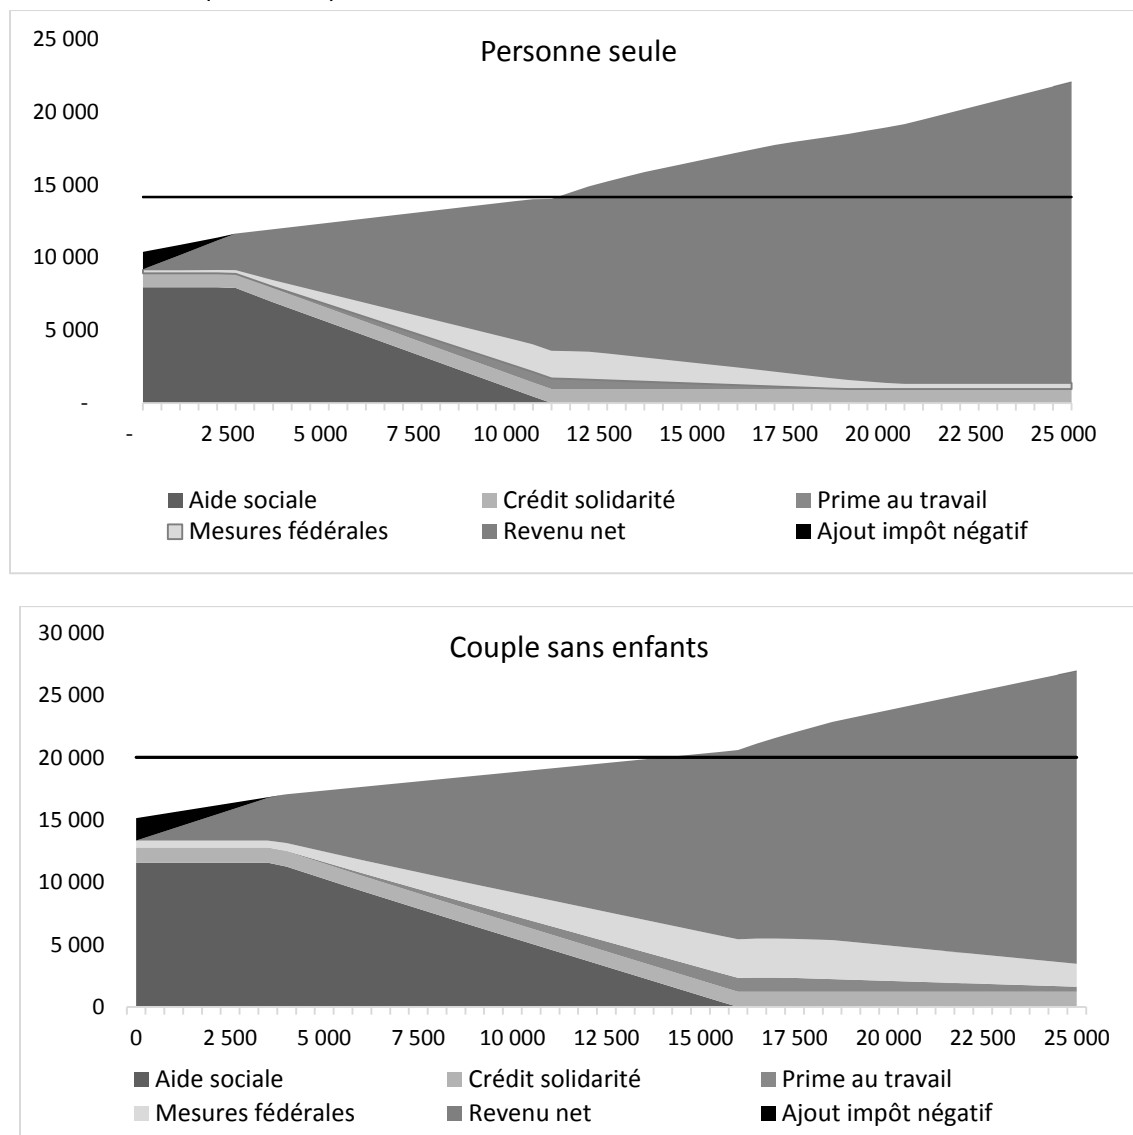 25 000
Personne seule
20 000
15 000
10 000
5 000
-
- 2 500 5 000 7 500 10 000 12 500 15 000 17 500 20 000 22 500 25 000
Aide sociale Crédit solidarité Prime au travail
Mesures fédérales Revenu net Ajout impôt négatif
30 000
Couple sans enfants
25 000
20 000
15 000
10 000
5 000
0
0 2 500 5 000 7 500 10 000 12 500 15 000 17 500 20 000 22 500 25 000
Aide sociale Crédit solidarité Prime au travail
Mesures fédérales Revenu net Ajout impôt négatif